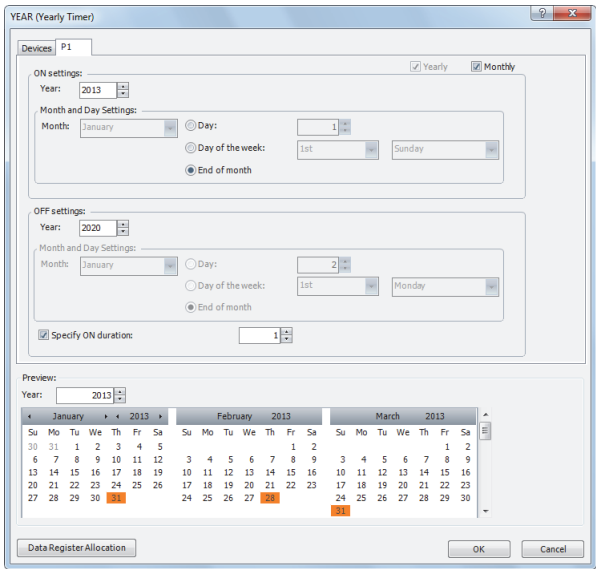 YEAR (Yearly Timer)
?
Devices P1
Yearly Monthly
ON settings:
Year: 2013
Month and Day Settings:
Month: January Day: 1
Day of the week: 1st Sunday
End of month
OFF settings:
Year: 2020
Month and Day Settings:
Month: January Day: 2
Day of the week: 1st Monday
End of month
Specify ON duration: 1
Preview:
Year: 2013
January 2013 February 2013 March 2013
Su Mo Tu We Th Fr Sa Su Mo Tu We Th Fr Sa Su Mo Tu We Th Fr Sa
30 31 1 2 3 4 5 1 2 1 2
6 7 8 9 10 11 12 3 4 5 6 7 8 9 3 4 5 6 7 8 9
13 14 15 16 17 18 19 10 11 12 13 14 15 16 10 11 12 13 14 15 16
20 21 22 23 24 25 26 17 18 19 20 21 22 23 17 18 19 20 21 22 23
27 28 29 30 31 24 25 26 27 28 24 25 26 27 28 29 30
31
Data Register Allocation OK Cancel